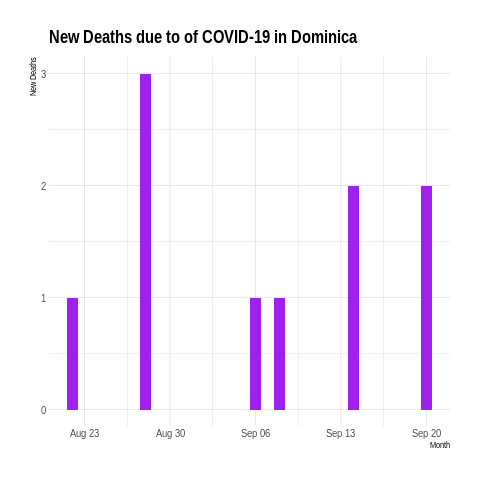 New Deaths due to of COVID-19 in Dominica
New Deaths
3
2
1
0
Aug 23 Aug 30 Sep 06 Sep 13 Sep 20
Month